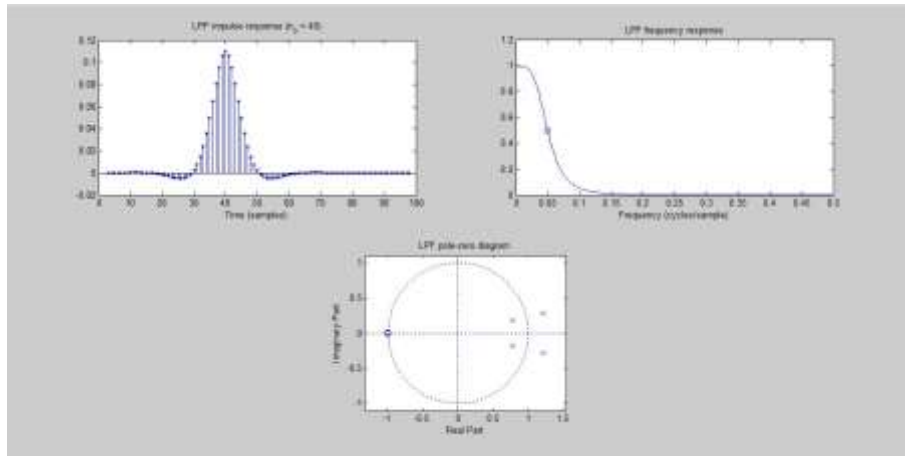 LPF impulse response (n₀ = 40)
0.12
0.1
0.08
0.06
0.04
0.02
0
-0.02
0 10 20 30 40 50 60 70 80 90 100
Time (samples)
LPF frequency response
1.2
1
0.8
0.6
0.4
0.2
0
0 0.05 0.1 0.15 0.2 0.25 0.3 0.35 0.4 0.45 0.5
Frequency (cycles/sample)
LPF pole-zero diagram
Imaginary Part
1
0.5
0
-0.5
-1
-1 -0.5 0 0.5 1 1.5
Real Part